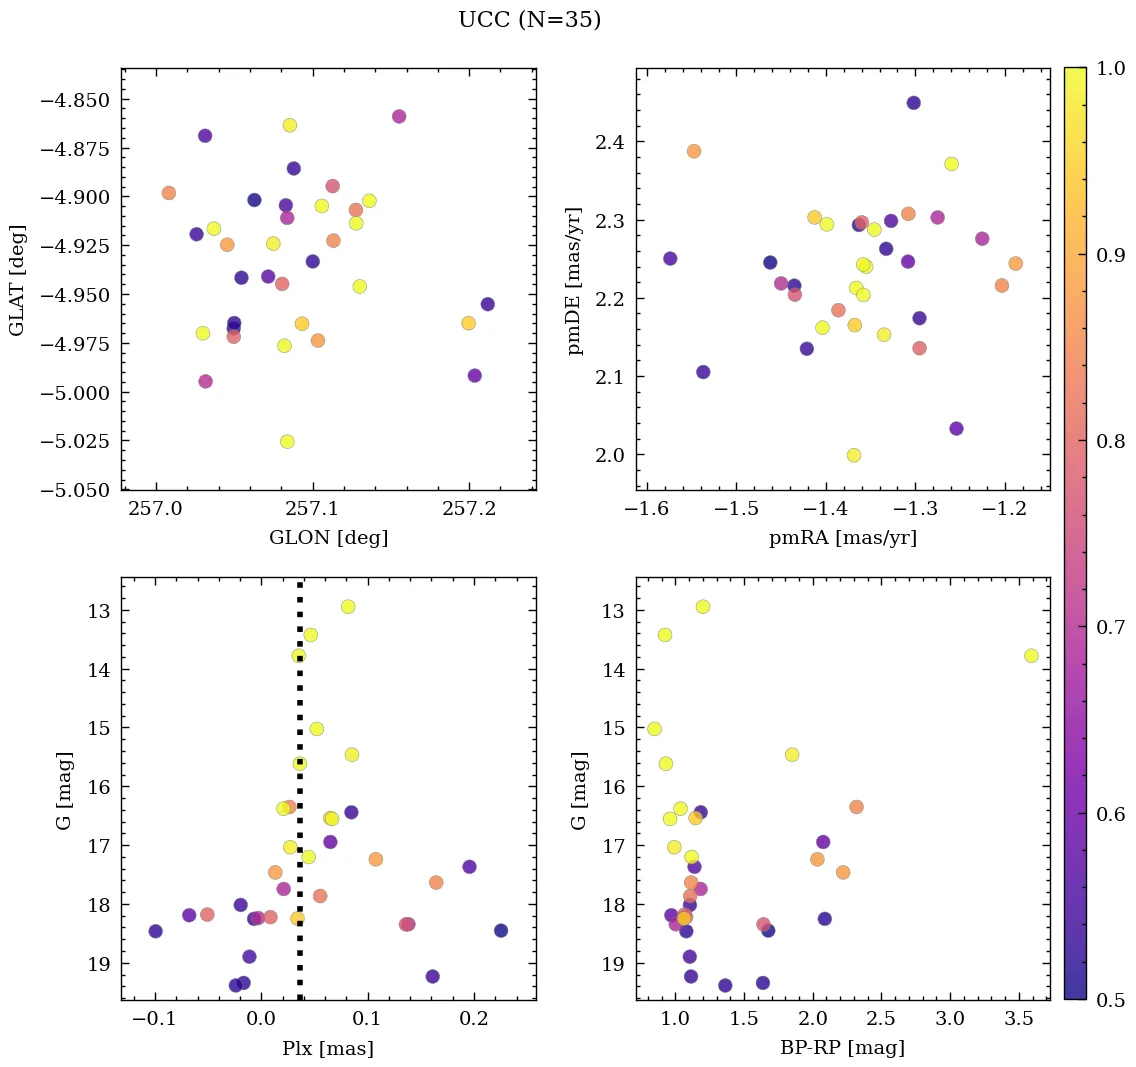 UCC (N=35)
−4.850
−4.875
−4.900
−4.925
−4.950
−4.975
−5.000
−5.025
−5.050
GLAT [deg]
257.0 257.1 257.2
GLON [deg]
2.4
2.3
2.2
2.1
2.0
pmDE [mas/yr]
−1.6 −1.5 −1.4 −1.3 −1.2
pmRA [mas/yr]
13
14
15
16
17
18
19
G [mag]
−0.1 0.0 0.1 0.2
Plx [mas]
13
14
15
16
17
18
19
G [mag]
1.0 1.5 2.0 2.5 3.0 3.5
BP-RP [mag]
1.0
0.9
0.8
0.7
0.6
0.5